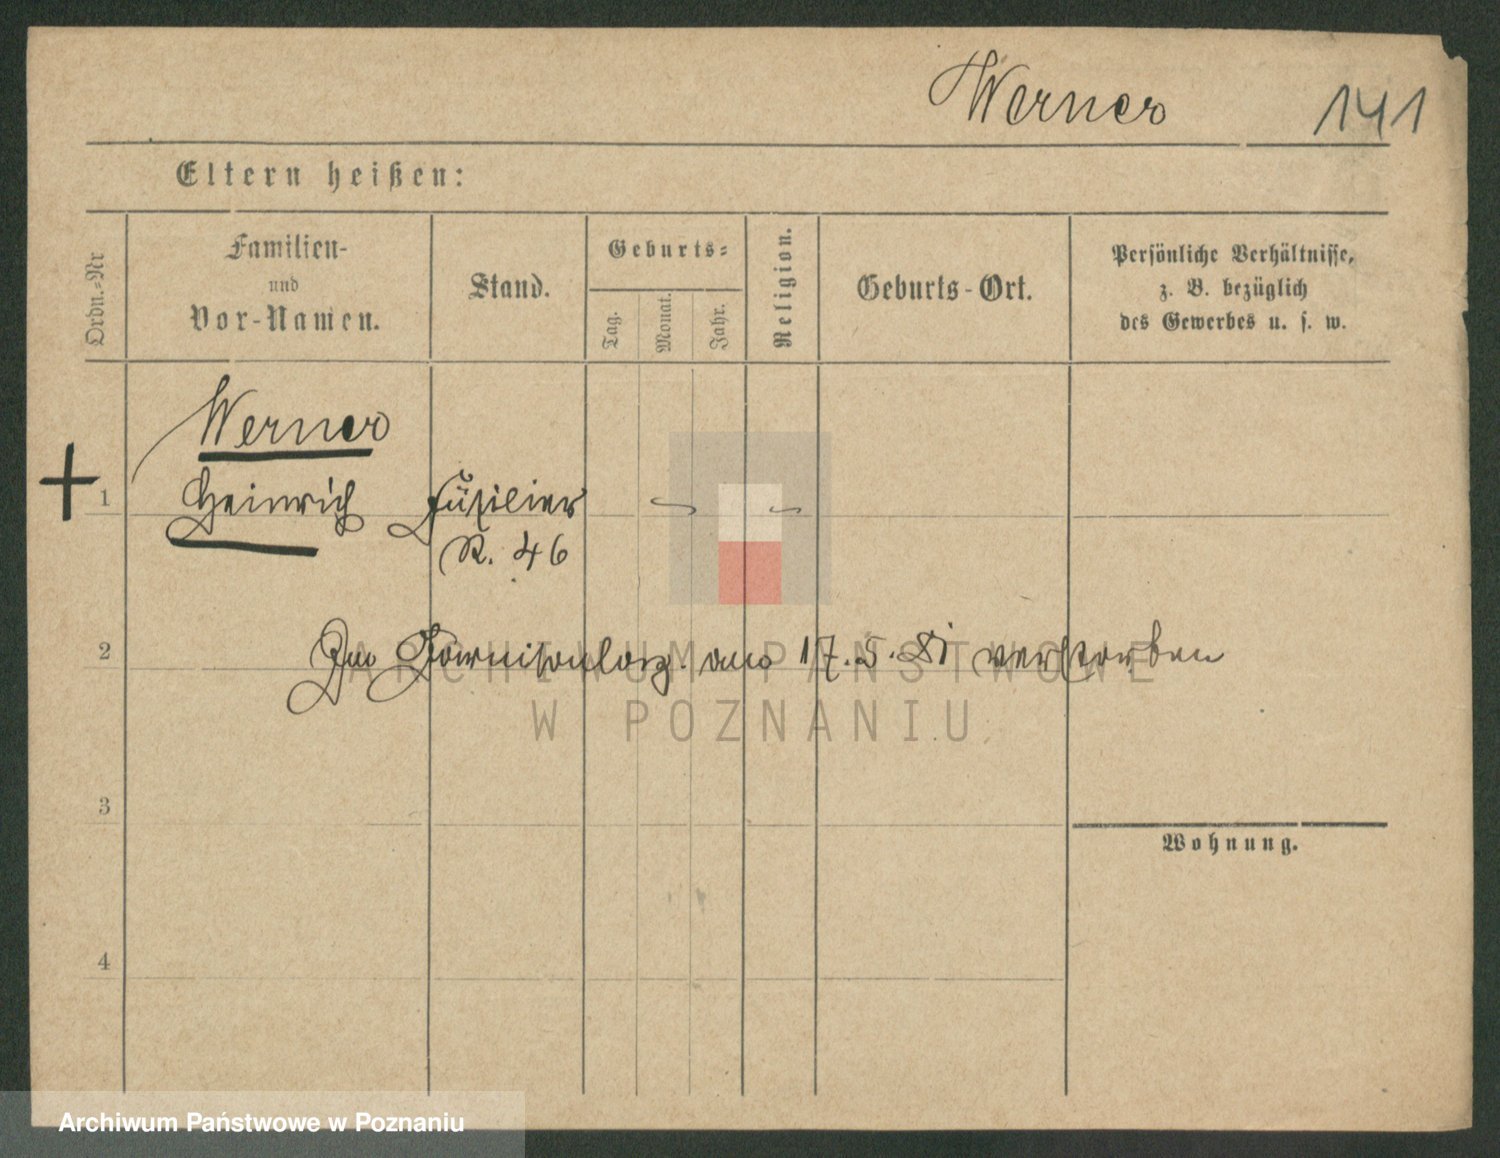 Werner 141
Eltern heißen:
Ordn.-Nr
Familien-
und
Vor-Namen.
Stand.
Geburts-
Tag.
Monat.
Jahr.
Religion.
Geburts-Ort.
Persönliche Verhältnisse,
z. B. bezüglich
des Gewerbes u. s. w.
Werner
1 Heinrich Füsilier
R. 46
2 Im Garnisonlaz. am 17. 5. 81 verstorben
ARCHIWUM PAŃSTWOWE
W POZNANIU
3
Wohnung.
4
Archiwum Państwowe w Poznaniu